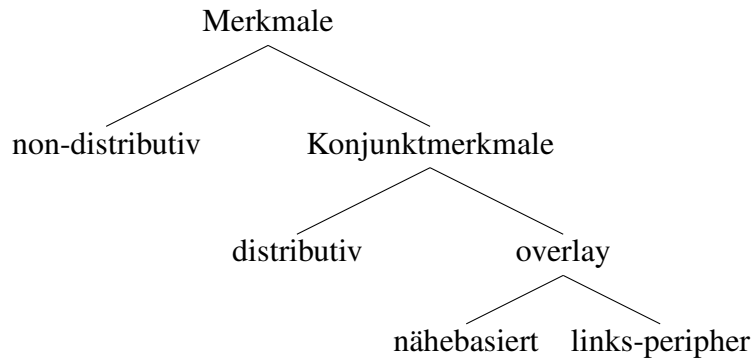 Merkmale
non-distributiv Konjunktmerkmale
distributiv overlay
nähebasiert links-peripher